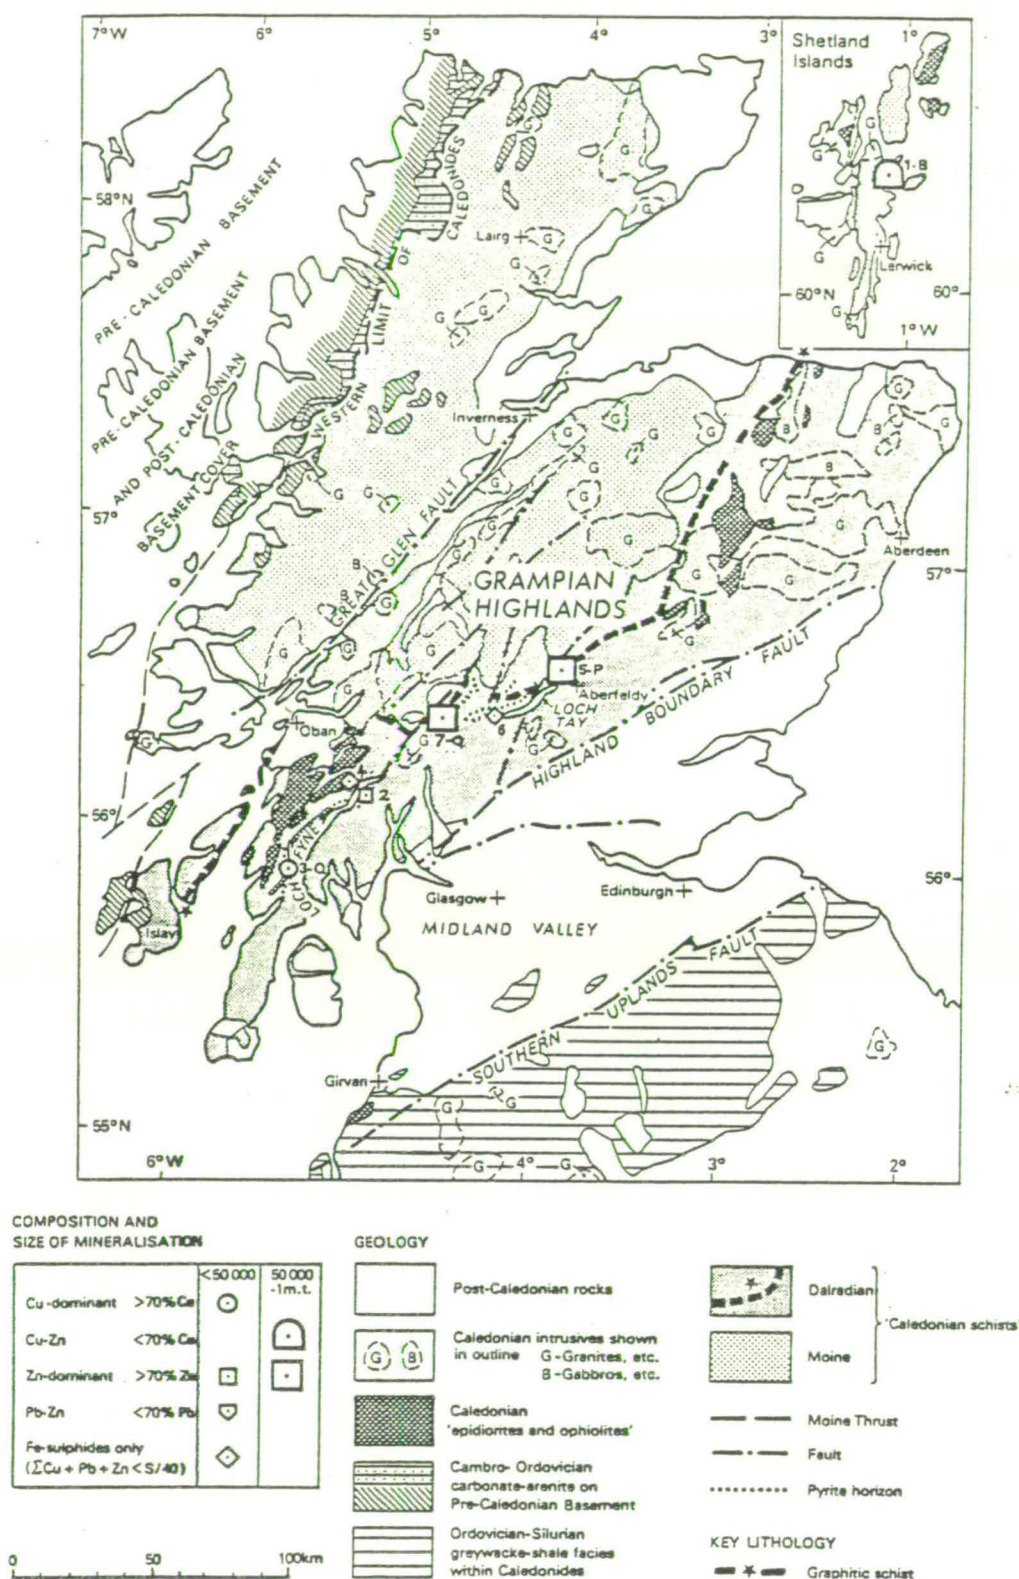 7°W 6° 5° 4° 3°
Shetland
Islands
1°
G
G
71-B
G
Lerwick
60°N 60°
G
1°W
58°N
PRE-CALEDONIAN BASEMENT
PRE-CALEDONIAN BASEMENT
AND POST-CALEDONIAN
BASEMENT COVER
WESTERN LIMIT OF CALEDONIDES
Lairg
Inverness
57°
GREAT GLEN FAULT
GRAMPIAN
HIGHLANDS
Aberdeen
57°
5-P
Aberfeldy
LOCH
TAY
HIGHLAND BOUNDARY FAULT
Oban
7-Q
6
4
2
56°
3-O
LOCH FYNE
Islay
Glasgow
Edinburgh
56°
MIDLAND VALLEY
SOUTHERN UPLANDS FAULT
Girvan
55°N
6°W 4° 3° 2°
COMPOSITION AND
SIZE OF MINERALISATION
<50 000 50 000
-1m.t.
Cu-dominant >70% Cu
Cu-Zn <70% Cu
Zn-dominant >70% Zn
Pb-Zn <70% Pb
Fe-sulphides only
(ΣCu + Pb + Zn < S/40)
0 50 100km
GEOLOGY
Post-Caledonian rocks
G B
Caledonian intrusives shown
in outline G-Granites, etc.
B-Gabbros, etc.
Caledonian
'epidiorites and ophiolites'
Cambro-Ordovician
carbonate-arenite on
Pre-Caledonian Basement
Ordovician-Silurian
greywacke-shale facies
within Caledonides
Dalradian
'Caledonian schists'
Moine
Moine Thrust
Fault
Pyrite horizon
KEY LITHOLOGY
Graphitic schist